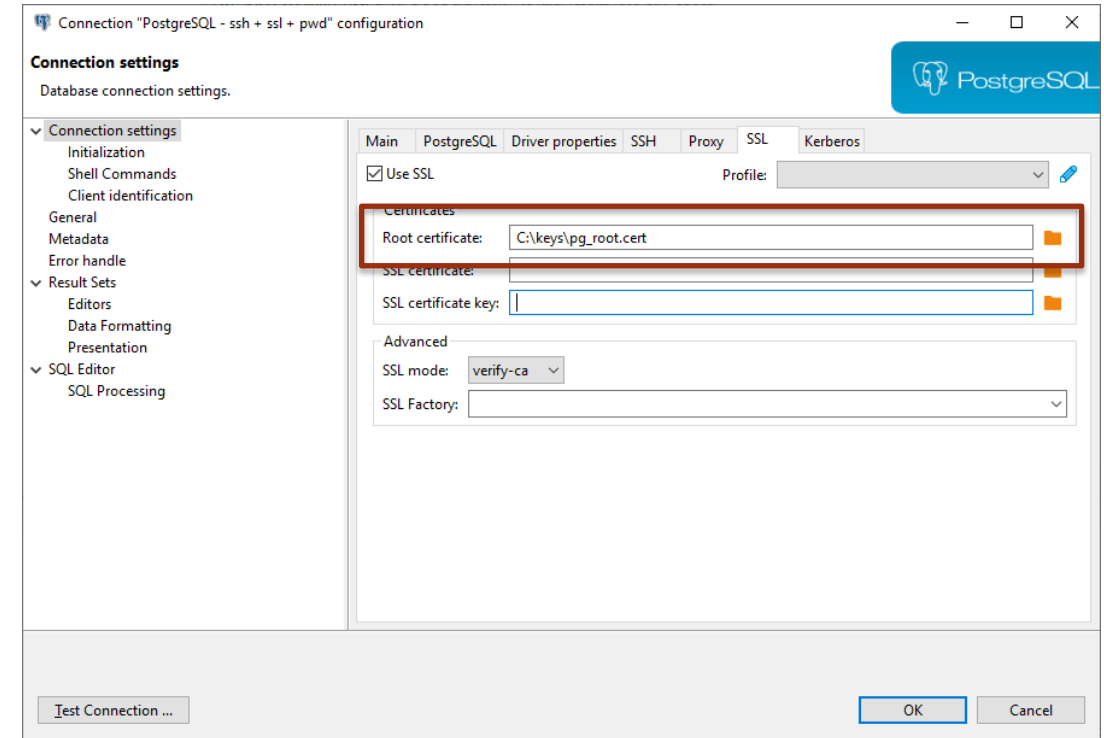 Connection "PostgreSQL - ssh + ssl + pwd" configuration
Connection settings
Database connection settings.
PostgreSQL
Connection settings
Initialization
Shell Commands
Client identification
General
Metadata
Error handle
Result Sets
Editors
Data Formatting
Presentation
SQL Editor
SQL Processing
Main PostgreSQL Driver properties SSH Proxy SSL Kerberos
Use SSL Profile:
Certificates
Root certificate: C:\keys\pg_root.cert
SSL certificate:
SSL certificate key:
Advanced
SSL mode: verify-ca
SSL Factory:
Test Connection ... OK Cancel